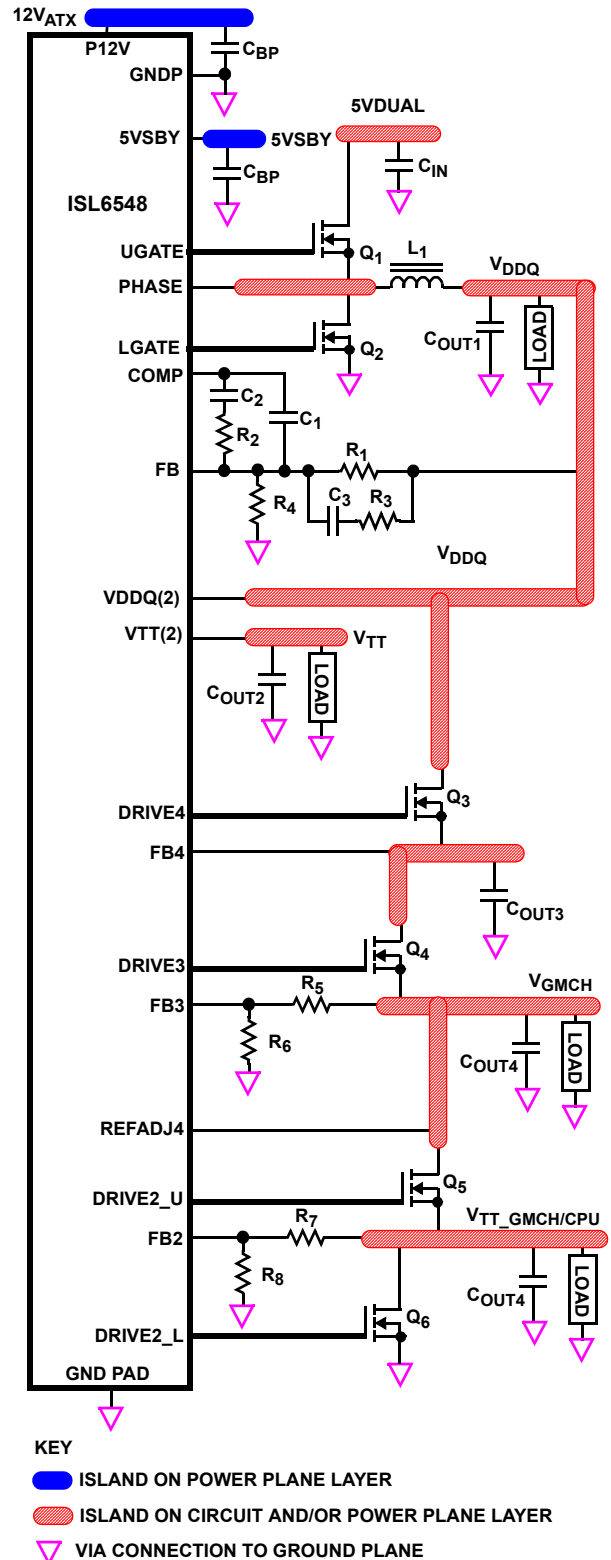 12VATX
P12V
CBP
GNDP
5VDUAL
5VSBY
5VSBY
CBP
CIN
ISL6548
UGATE
Q1
L1
VDDQ
PHASE
LGATE
Q2
COUT1
LOAD
COMP
C2
C1
R2
R1
FB
C3
R3
R4
VDDQ
VDDQ(2)
VTT(2)
VTT
COUT2
LOAD
Q3
DRIVE4
FB4
COUT3
Q4
DRIVE3
R5
VGMCH
FB3
R6
COUT4
LOAD
REFADJ4
Q5
DRIVE2_U
R7
VTT_GMCH/CPU
FB2
R8
COUT4
LOAD
Q6
DRIVE2_L
GND PAD
KEY
ISLAND ON POWER PLANE LAYER
ISLAND ON CIRCUIT AND/OR POWER PLANE LAYER
VIA CONNECTION TO GROUND PLANE